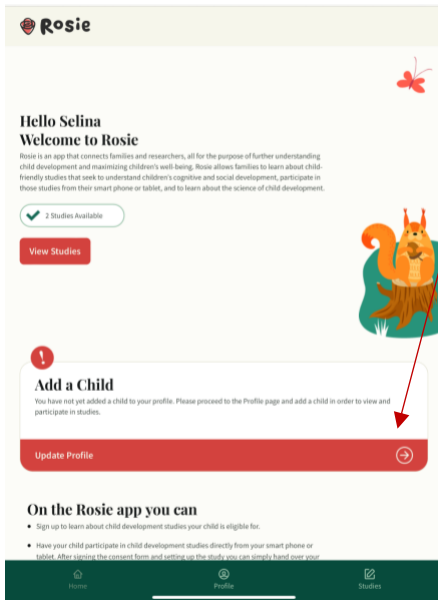 Rosie
Hello Selina
Welcome to Rosie
Rosie is an app that connects families and researchers, all for the purpose of further understanding
child development and maximizing children's well-being. Rosie allows families to learn about child-
friendly studies that seek to understand children's cognitive and social development, participate in
those studies from their smart phone or tablet, and to learn about the science of child development.
2 Studies Available
View Studies
!
Add a Child
You have not yet added a child to your profile. Please proceed to the Profile page and add a child in order to view and
participate in studies.
Update Profile
On the Rosie app you can
• Sign up to learn about child development studies your child is eligible for.
• Have your child participate in child development studies directly from your smart phone or
tablet. After signing the consent form and setting up the study you can simply hand over your
Home
Profile
Studies